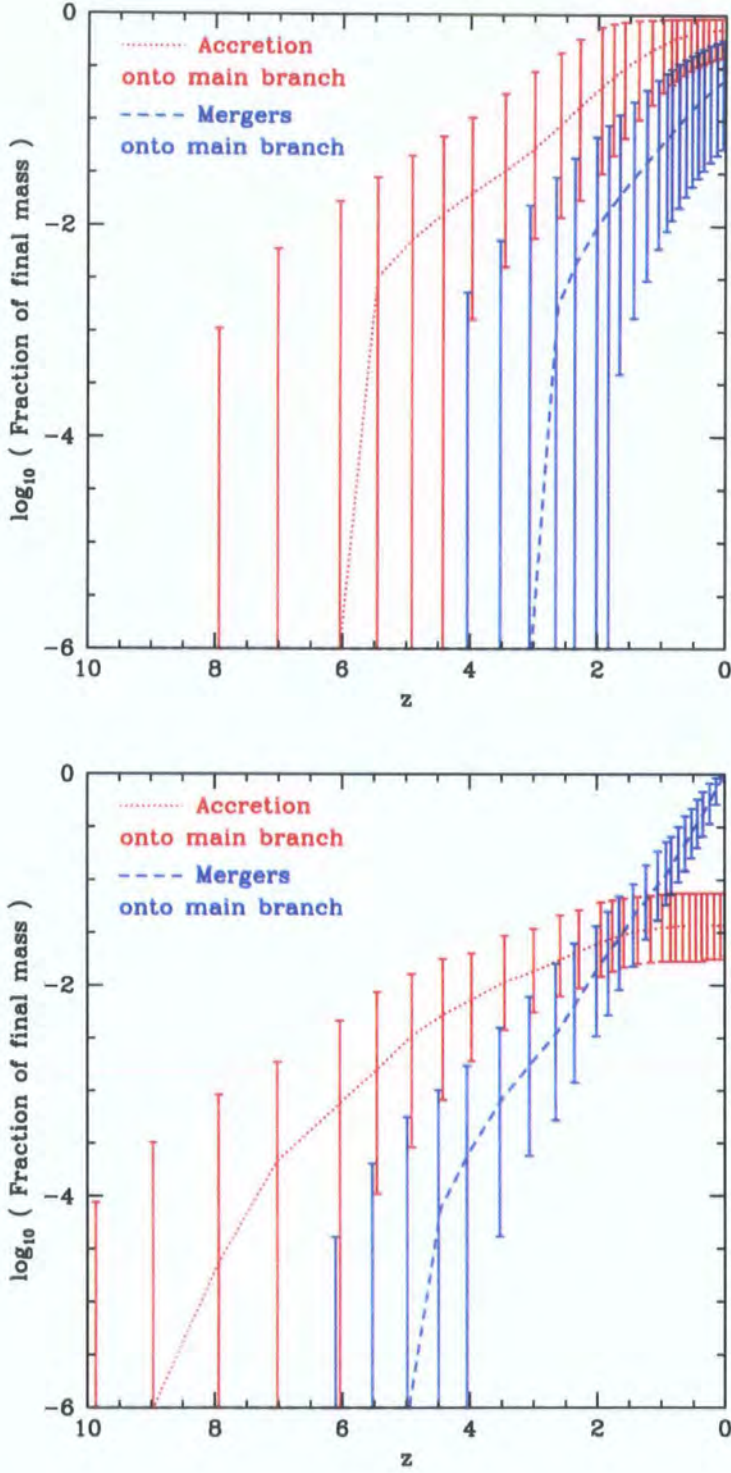 0
Accretion
onto main branch
Mergers
onto main branch
-2
-4
-6
log10 ( Fraction of final mass )
10 8 6 4 2 0
z
0
Accretion
onto main branch
Mergers
onto main branch
-2
-4
-6
log10 ( Fraction of final mass )
10 8 6 4 2 0
z